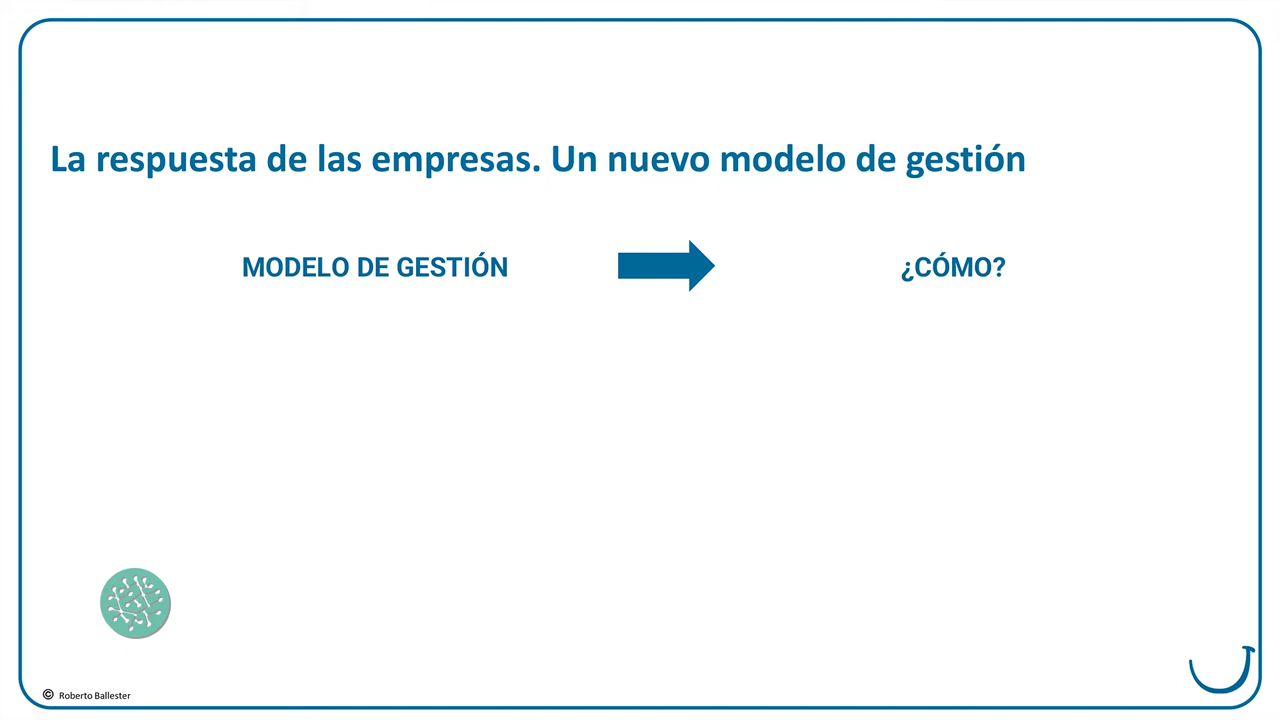 La respuesta de las empresas. Un nuevo modelo de gestión
MODELO DE GESTIÓN ¿CÓMO?
© Roberto Ballester